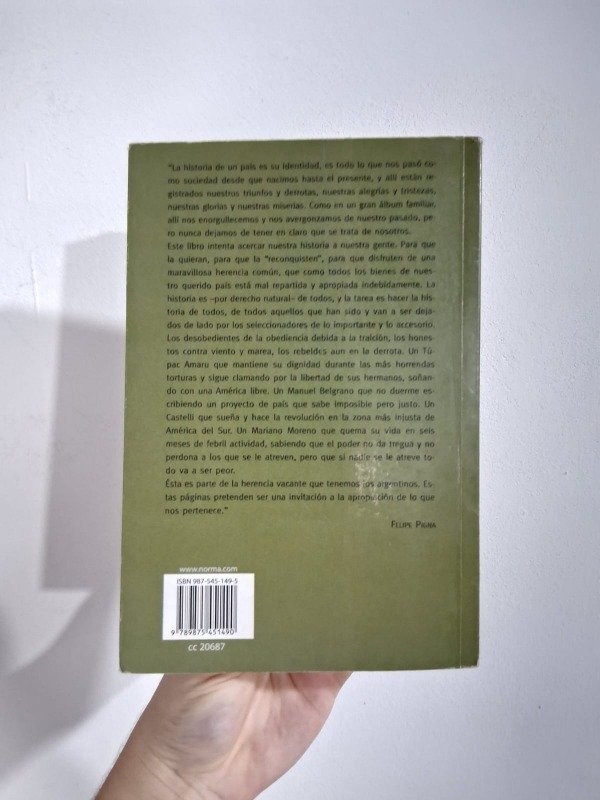 "La historia de un país es su identidad, es todo lo que nos pasó co-
mo sociedad desde que nacimos hasta el presente, y allí están re-
gistrados nuestros triunfos y derrotas, nuestras alegrías y tristezas,
nuestras glorias y nuestras miserias. Como en un gran álbum familiar,
allí nos enorgullecemos y nos avergonzamos de nuestro pasado, pe-
ro nunca dejamos de tener en claro que se trata de nosotros.
Este libro intenta acercar nuestra historia a nuestra gente. Para que
la quieran, para que la "reconquisten", para que disfruten de una
maravillosa herencia común, que como todos los bienes de nues-
tro querido país está mal repartida y apropiada indebidamente. La
historia es –por derecho natural– de todos, y la tarea es hacer la his-
toria de todos, de todos aquellos que han sido y van a ser deja-
dos de lado por los seleccionadores de lo importante y lo accesorio.
Los desobedientes de la obediencia debida a la traición, los hones-
tos contra viento y marea, los rebeldes aun en la derrota. Un Tú-
pac Amaru que mantiene su dignidad durante las más horrendas
torturas y sigue clamando por la libertad de sus hermanos, soñan-
do con una América libre. Un Manuel Belgrano que no duerme es-
cribiendo un proyecto de país que sabe imposible pero justo. Un
Castelli que sueña y hace la revolución en la zona más injusta de
América del Sur. Un Mariano Moreno que quema su vida en seis
meses de febril actividad, sabiendo que el poder no da tregua y no
perdona a los que se le atreven, pero que si nadie se le atreve to-
do va a ser peor.
Ésta es parte de la herencia vacante que tenemos los argentinos. Es-
tas páginas pretenden ser una invitación a la apropiación de lo que
nos pertenece."
FELIPE PIGNA
www.norma.com
ISBN 987-545-149-5
9 789875 451490
cc 20687